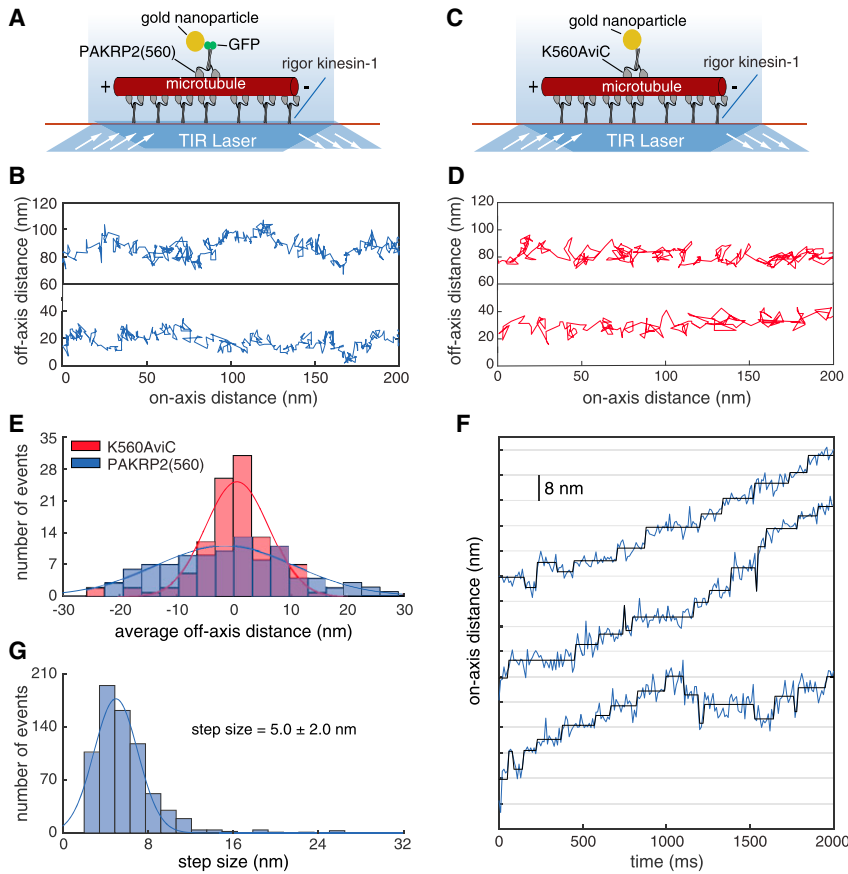 A
gold nanoparticle
GFP
PAKRP2(560)
rigor kinesin-1
+
microtubule
-
TIR Laser
C
gold nanoparticle
K560AviC
rigor kinesin-1
+
microtubule
-
TIR Laser
B
off-axis distance (nm)
120
100
80
60
40
20
0
0
50
100
150
200
on-axis distance (nm)
D
off-axis distance (nm)
120
100
80
60
40
20
0
0
50
100
150
200
on-axis distance (nm)
E
number of events
35
28
21
14
7
0
K560AviC
PAKRP2(560)
-30
-20
-10
0
10
20
30
average off-axis distance (nm)
F
on-axis distance (nm)
8 nm
0
500
1000
1500
2000
time (ms)
G
number of events
210
140
70
0
step size = 5.0 ± 2.0 nm
0
8
16
24
32
step size (nm)